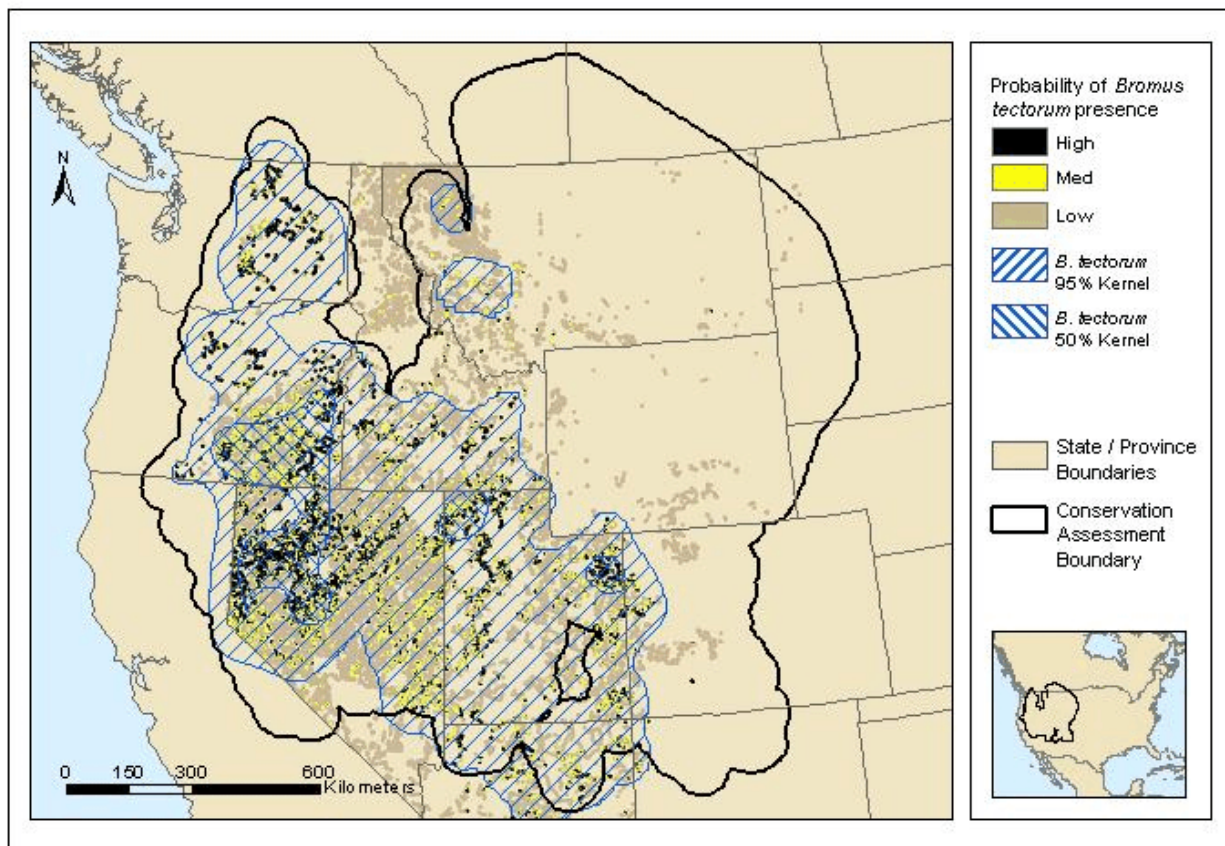 N
0 150 300 600
Kilometers
Probability of Bromus
tectorum presence
High
Med
Low
B. tectorum
95% Kernel
B. tectorum
50% Kernel
State / Province
Boundaries
Conservation
Assessment
Boundary